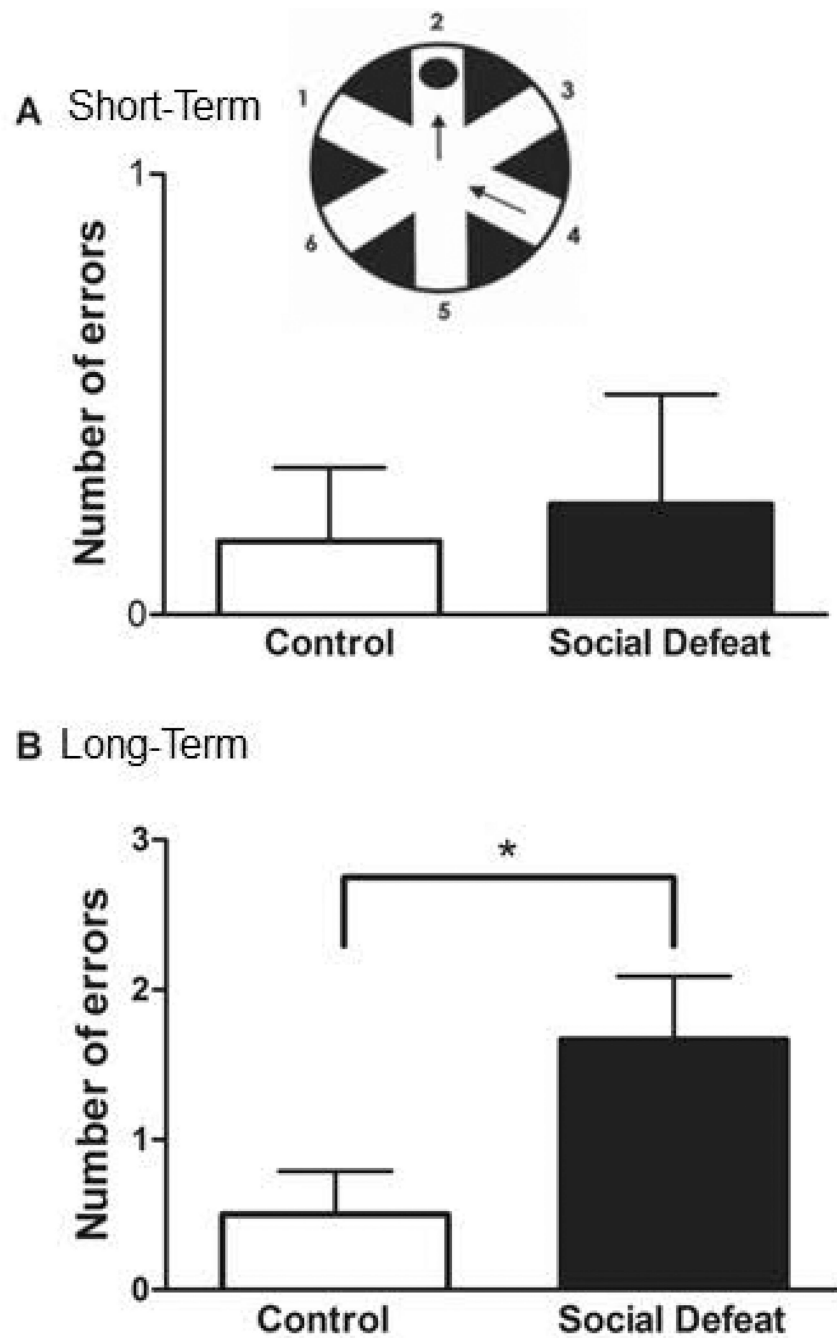 A Short-Term
2
1
3
6
4
5
1
Number of errors
0
Control Social Defeat
B Long-Term
3
*
2
Number of errors
1
0
Control Social Defeat